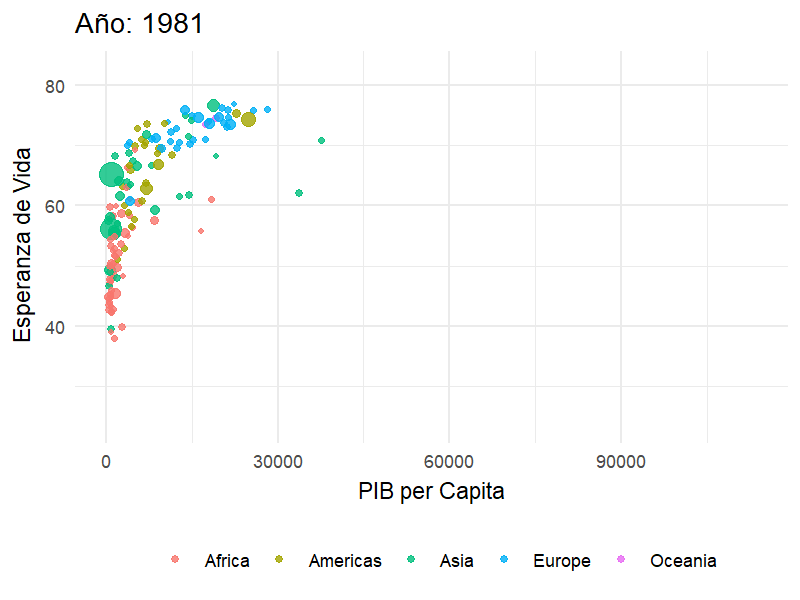 Año: 1981
Esperanza de Vida
80
60
40
0 30000 60000 90000
PIB per Capita
Africa Americas Asia Europe Oceania